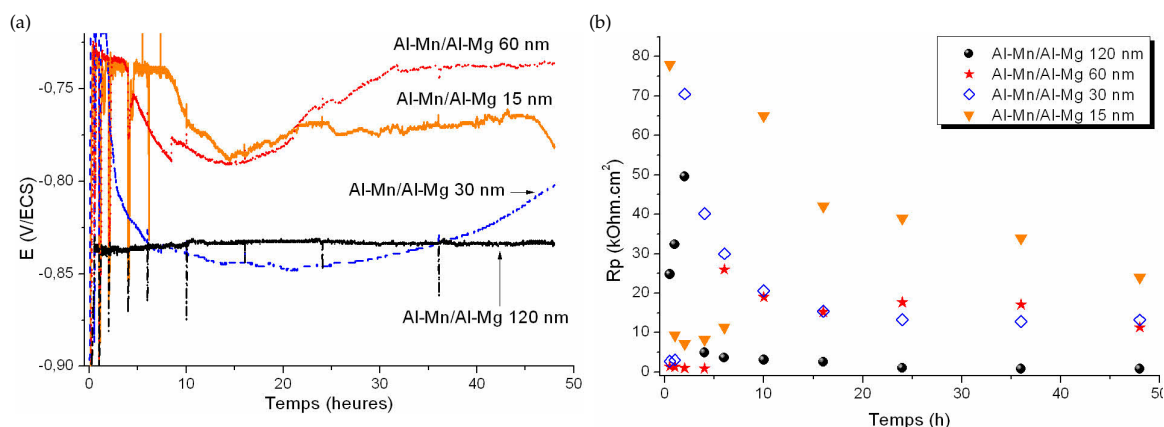 (a)
Al-Mn/Al-Mg 60 nm
Al-Mn/Al-Mg 15 nm
Al-Mn/Al-Mg 30 nm
Al-Mn/Al-Mg 120 nm
-0,75
-0,80
-0,85
-0,90
E (V/ECS)
0 10 20 30 40 50
Temps (heures)
(b)
Al-Mn/Al-Mg 120 nm
Al-Mn/Al-Mg 60 nm
Al-Mn/Al-Mg 30 nm
Al-Mn/Al-Mg 15 nm
80
70
60
50
40
30
20
10
0
Rp (kOhm.cm²)
0 10 20 30 40 50
Temps (h)